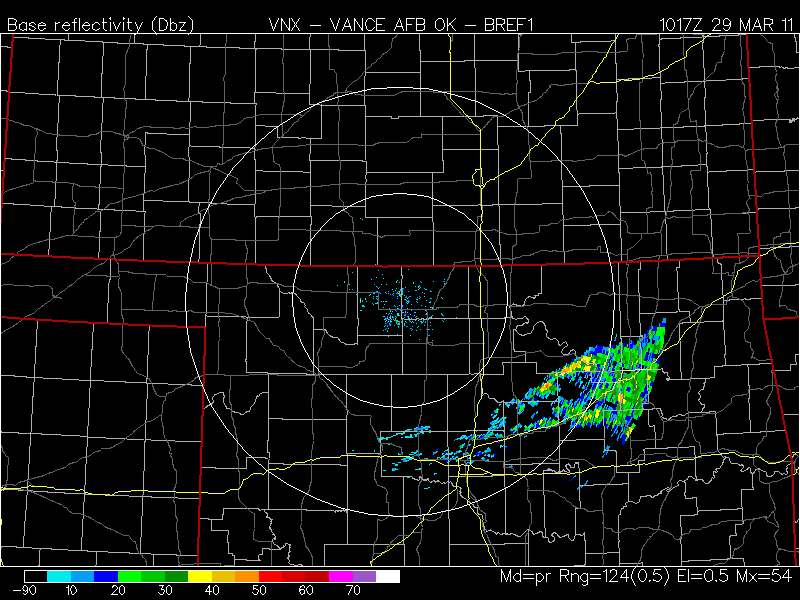 Base reflectivity (Dbz) VNX – VANCE AFB OK – BREF1 1017Z 29 MAR 11
Md=pr Rng=124(0.5) El=0.5 Mx=54
-90 10 20 30 40 50 60 70